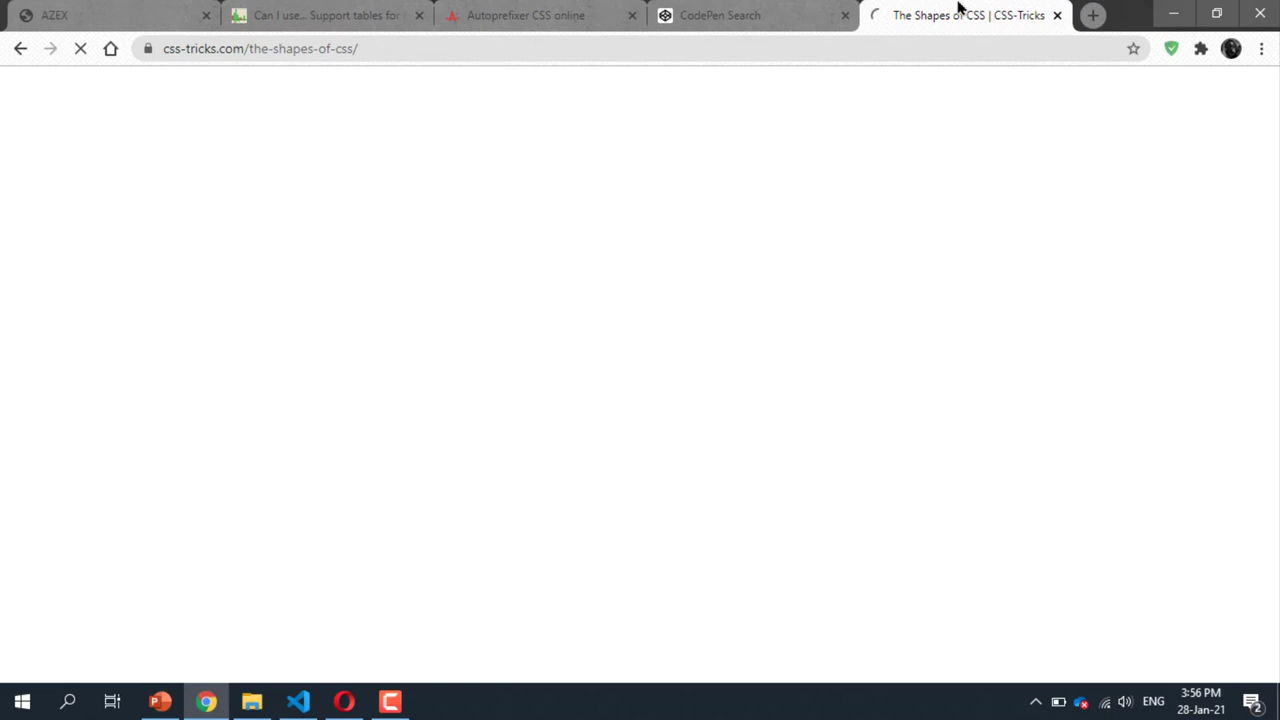 AZEX
Can I use... Support tables for
Autoprefixer CSS online
CodePen Search
The Shapes of CSS | CSS-Tricks
css-tricks.com/the-shapes-of-css/
ENG
3:56 PM
28-Jan-21
2